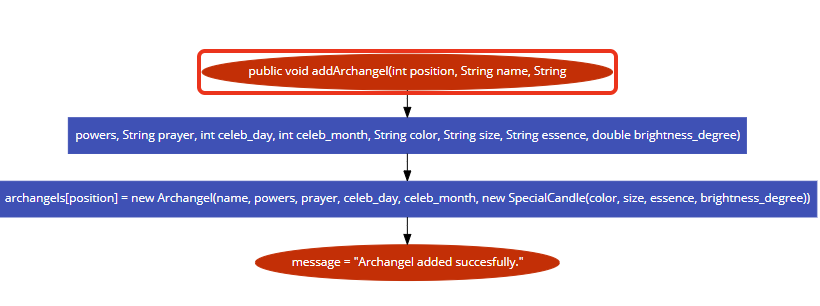 public void addArchangel(int position, String name, String
powers, String prayer, int celeb_day, int celeb_month, String color, String size, String essence, double brightness_degree)
archangels[position] = new Archangel(name, powers, prayer, celeb_day, celeb_month, new SpecialCandle(color, size, essence, brightness_degree))
message = "Archangel added succesfully."